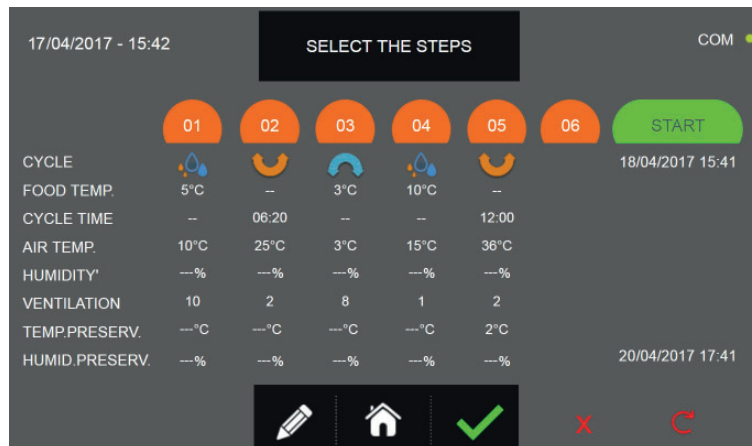 17/04/2017 - 15:42 SELECT THE STEPS COM
01 02 03 04 05 06 START
CYCLE 18/04/2017 15:41
FOOD TEMP. 5°C -- 3°C 10°C --
CYCLE TIME -- 06:20 -- -- 12:00
AIR TEMP. 10°C 25°C 3°C 15°C 36°C
HUMIDITY' ---% ---% ---% ---% ---%
VENTILATION 10 2 8 1 2
TEMP.PRESERV. ---°C ---°C ---°C ---°C 2°C
HUMID.PRESERV. ---% ---% ---% ---% ---% 20/04/2017 17:41
X